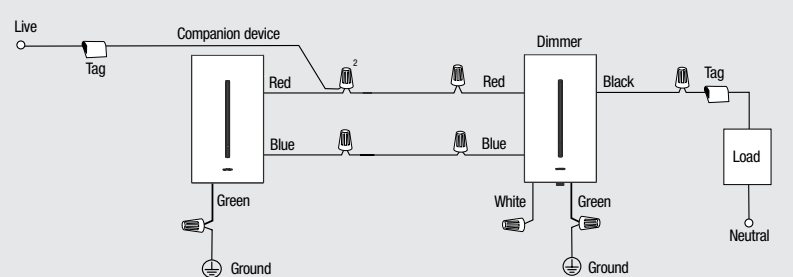 Live
Tag
Companion device
Red
2
Red
Dimmer
Black
Tag
Blue
Blue
Load
Green
White
Green
Neutral
Ground
Ground